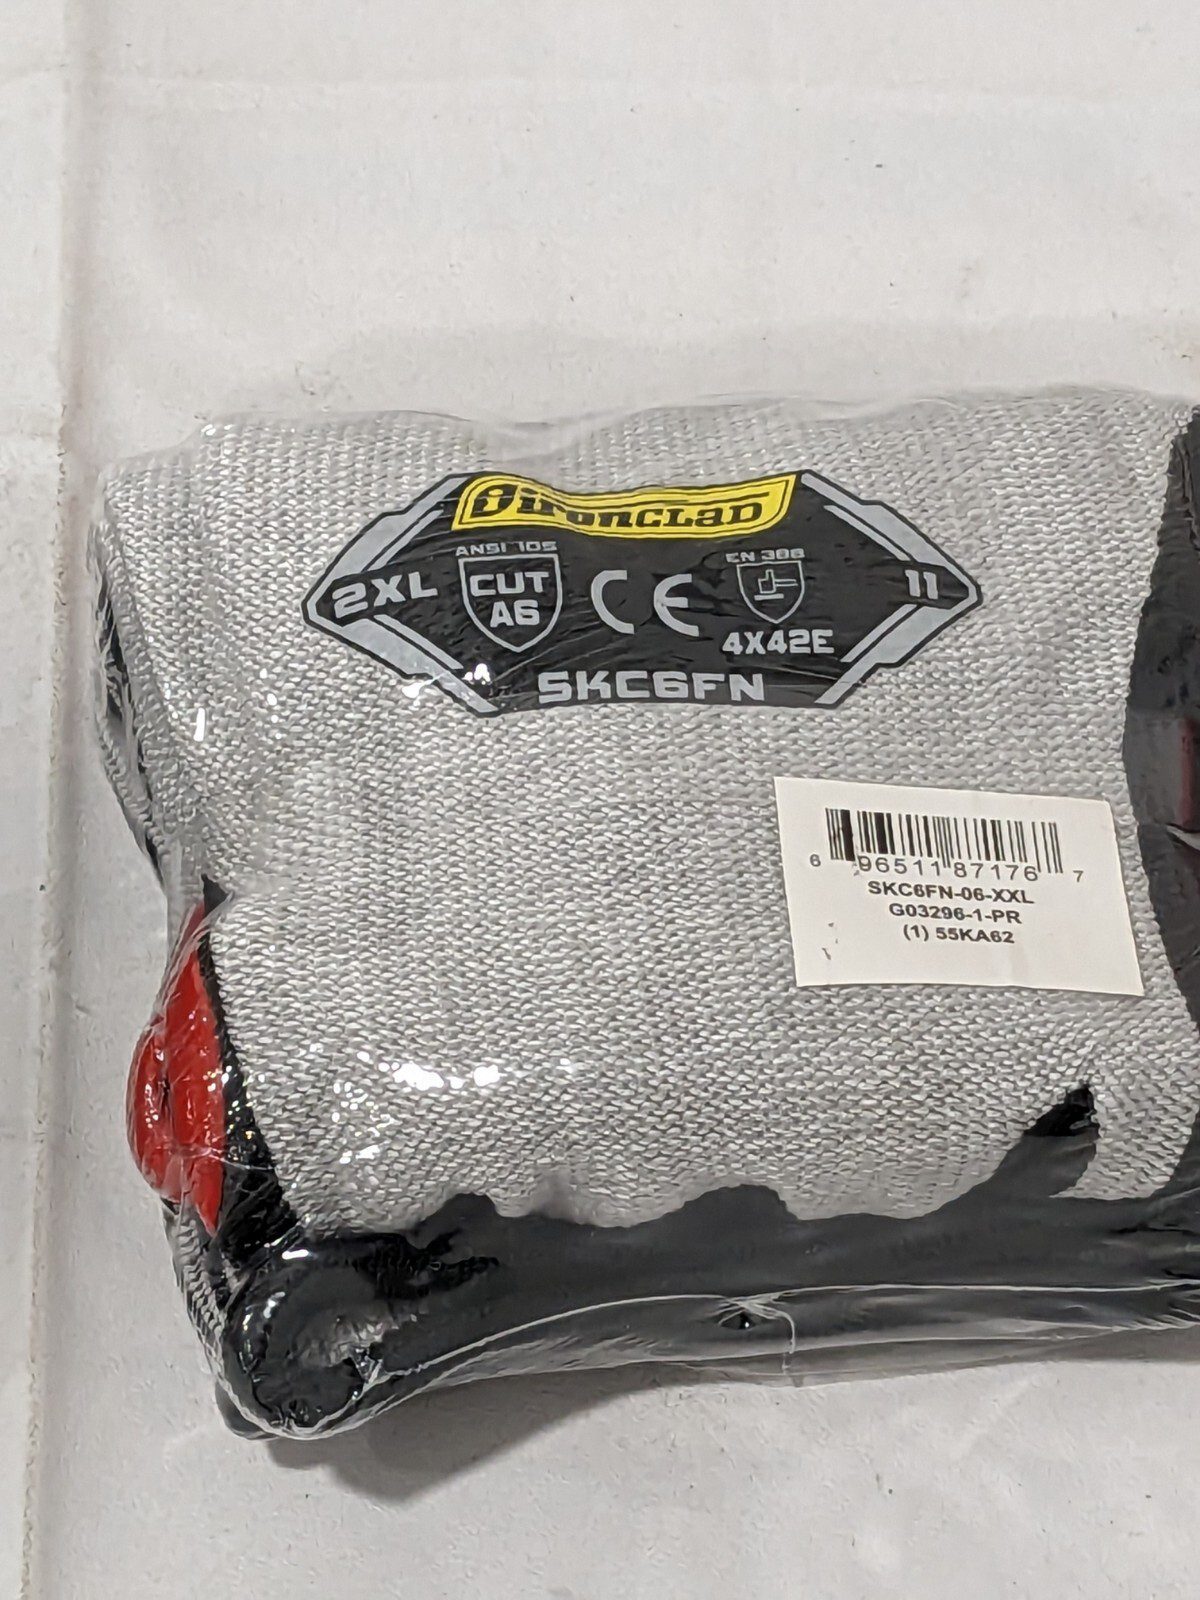 ironclad
ANSI 105
EN 388
2XL
CUT
A6
CE
11
4X42E
SKC6FN
6 96511 87176 7
SKC6FN-06-XXL
G03296-1-PR
(1) 55KA62